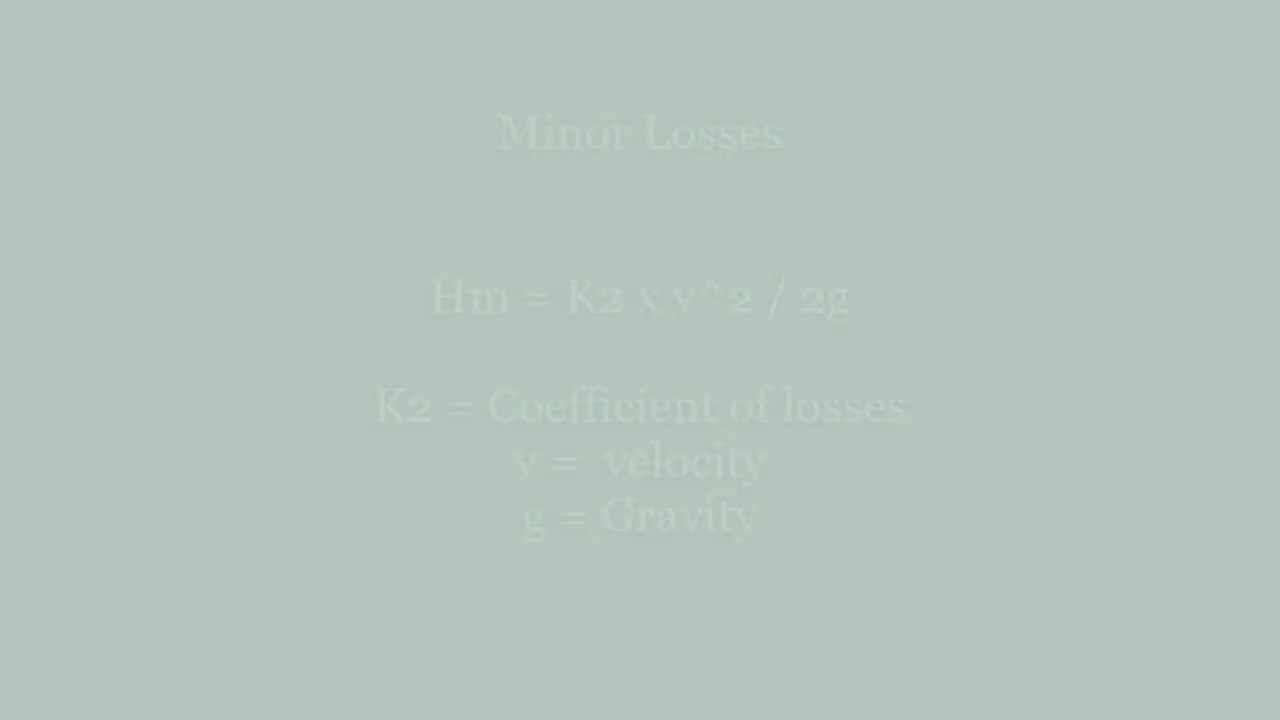 Minor Losses
Hm = K2 x v^2 / 2g
K2 = Coefficient of losses
v = velocity
g = Gravity